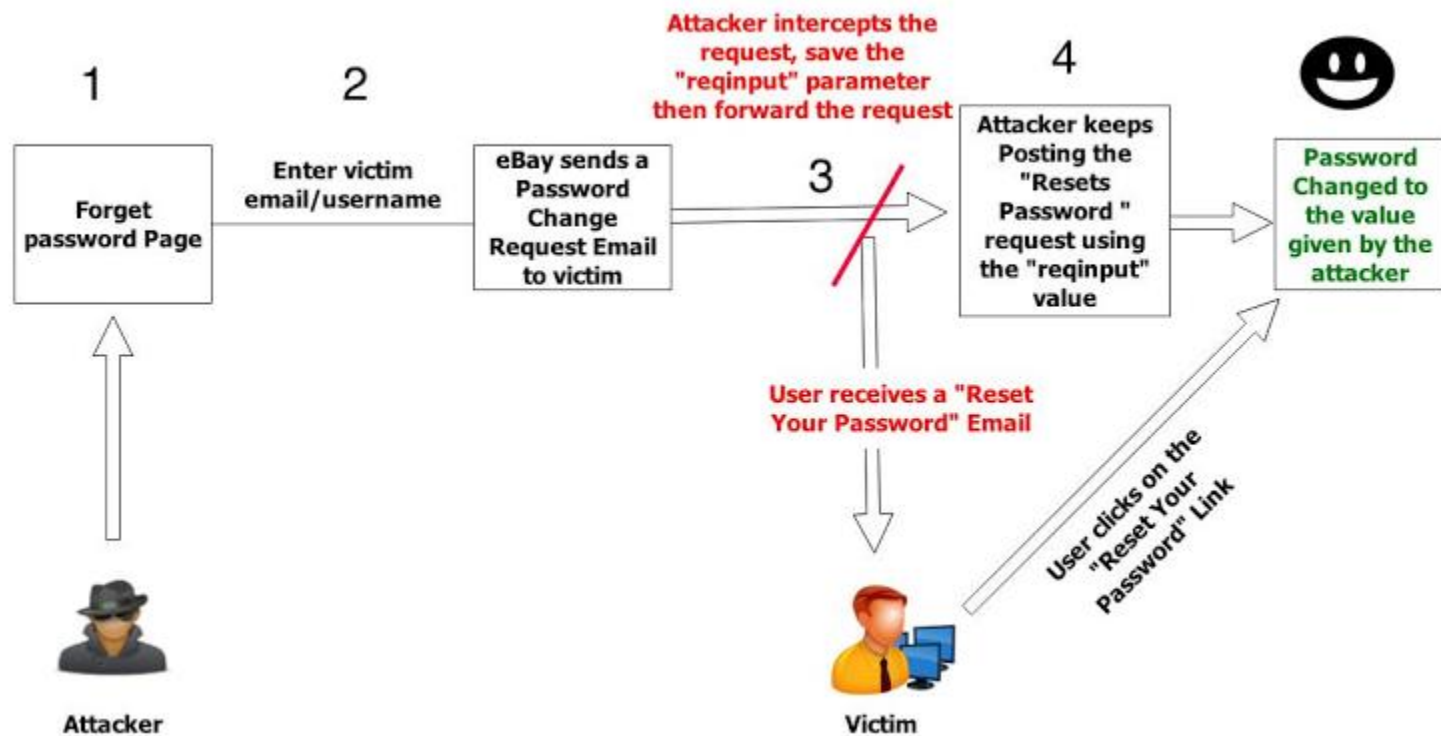 1
2
Attacker intercepts the
request, save the
"reqinput" parameter
then forward the request
4
Forget
password Page
Enter victim
email/username
eBay sends a
Password
Change
Request Email
to victim
3
Attacker keeps
Posting the
"Resets
Password "
request using
the "reqinput"
value
Password
Changed to
the value
given by the
attacker
User receives a "Reset
Your Password" Email
User clicks on the
"Reset Your
Password" Link
Attacker
Victim